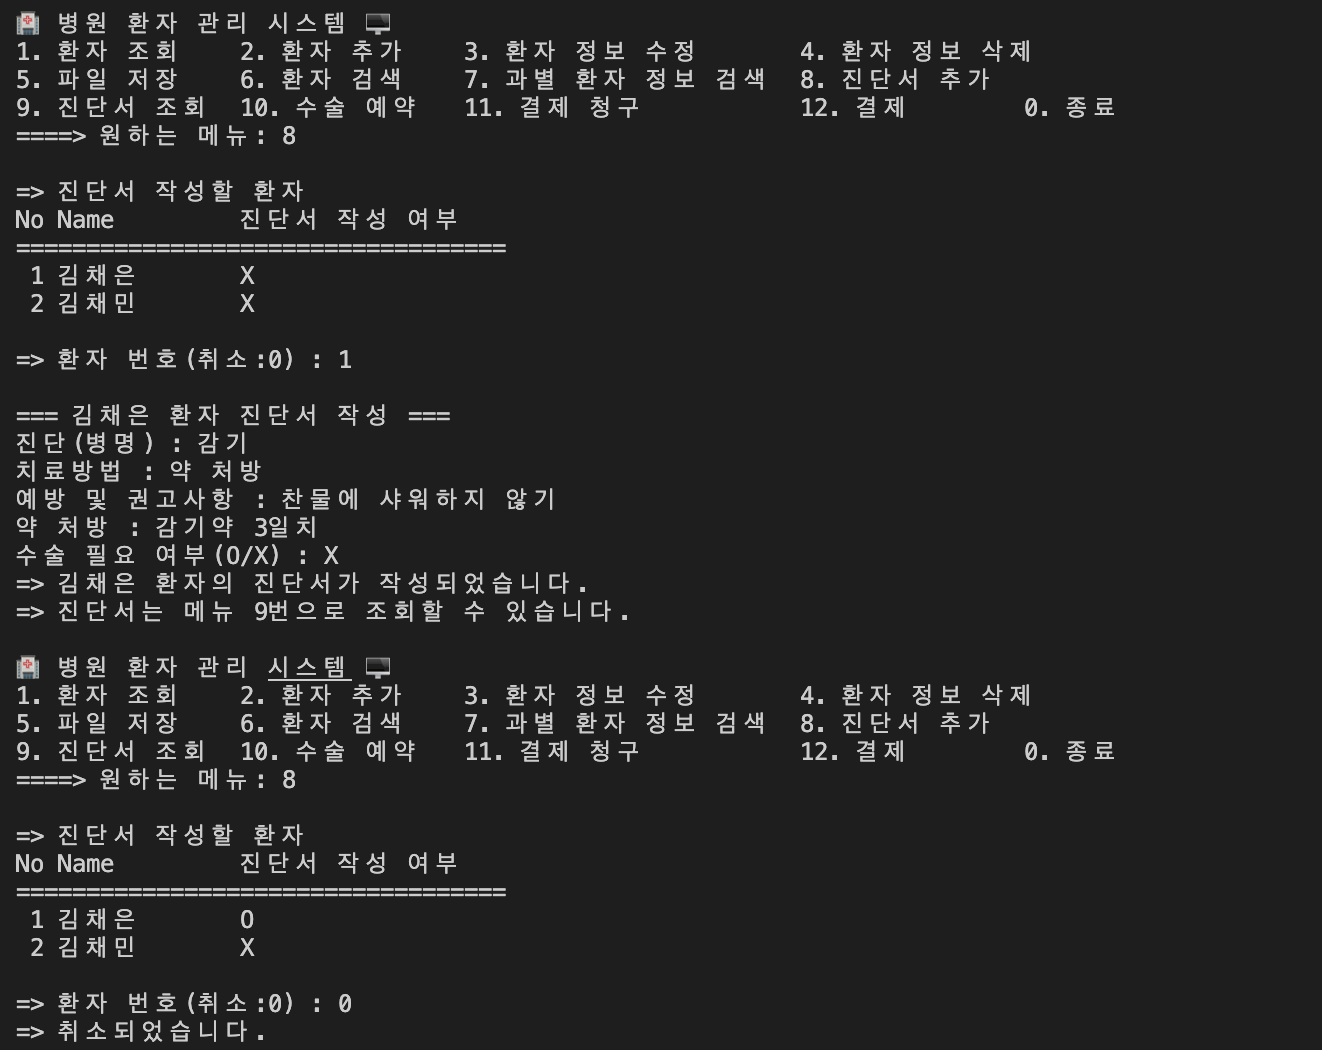 🏥 병원 환자 관리 시스템 🖥
1. 환자 조회 2. 환자 추가 3. 환자 정보 수정 4. 환자 정보 삭제
5. 파일 저장 6. 환자 검색 7. 과별 환자 정보 검색 8. 진단서 추가
9. 진단서 조회 10. 수술 예약 11. 결제 청구 12. 결제 0. 종료
====> 원하는 메뉴: 8
=> 진단서 작성할 환자
No Name 진단서 작성 여부
===================================
1 김채은 X
2 김채민 X
=> 환자 번호(취소:0) : 1
=== 김채은 환자 진단서 작성 ===
진단(병명) : 감기
치료방법 : 약 처방
예방 및 권고사항 : 찬물에 샤워하지 않기
약 처방 : 감기약 3일치
수술 필요 여부(O/X) : X
=> 김채은 환자의 진단서가 작성되었습니다.
=> 진단서는 메뉴 9번으로 조회할 수 있습니다.
🏥 병원 환자 관리 시스템 🖥
1. 환자 조회 2. 환자 추가 3. 환자 정보 수정 4. 환자 정보 삭제
5. 파일 저장 6. 환자 검색 7. 과별 환자 정보 검색 8. 진단서 추가
9. 진단서 조회 10. 수술 예약 11. 결제 청구 12. 결제 0. 종료
====> 원하는 메뉴: 8
=> 진단서 작성할 환자
No Name 진단서 작성 여부
===================================
1 김채은 O
2 김채민 X
=> 환자 번호(취소:0) : 0
=> 취소되었습니다.